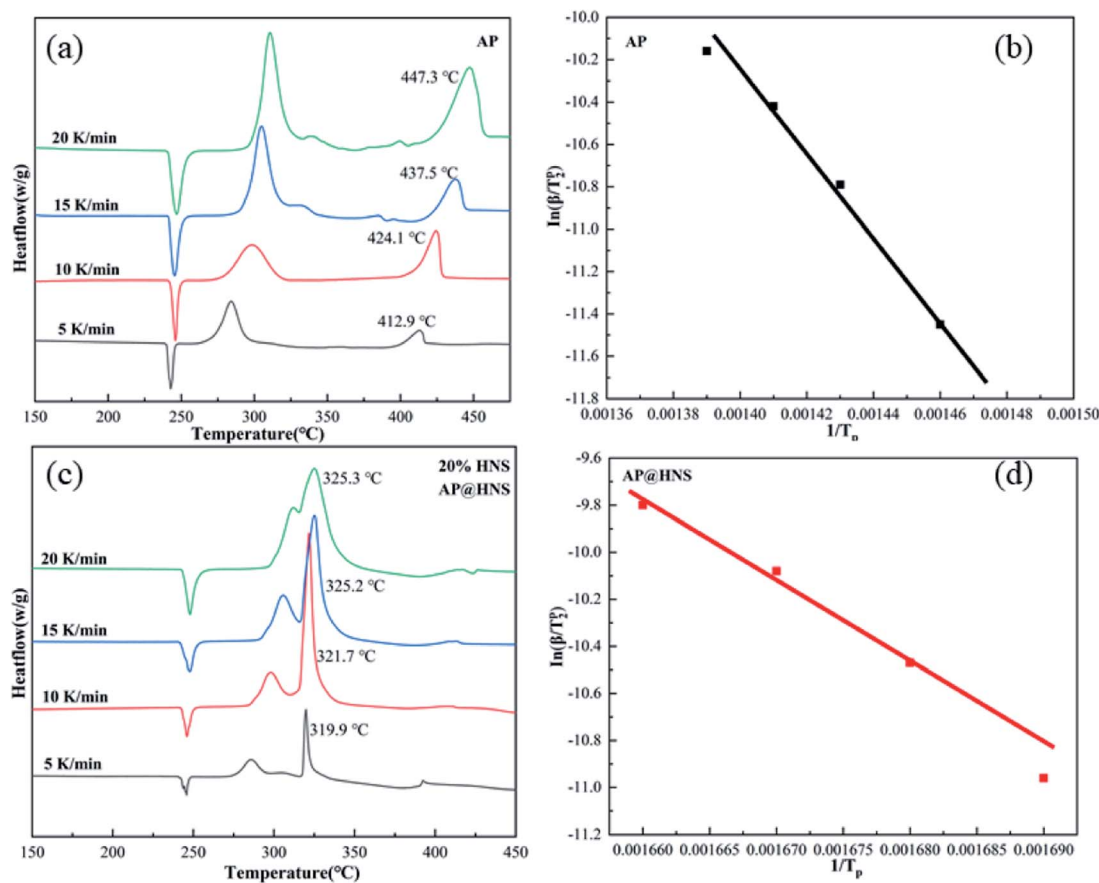 (a)
AP
447.3 ℃
20 K/min
437.5 ℃
15 K/min
424.1 ℃
10 K/min
412.9 ℃
5 K/min
Heatflow(w/g)
150 200 250 300 350 400 450
Temperature(℃)
(b)
AP
-10.0
-10.2
-10.4
-10.6
-10.8
-11.0
-11.2
-11.4
-11.6
-11.8
In(β/T₂ᵖ)
0.00136 0.00138 0.00140 0.00142 0.00144 0.00146 0.00148 0.00150
1/Tₚ
(c)
20% HNS
AP@HNS
325.3 ℃
20 K/min
325.2 ℃
15 K/min
321.7 ℃
10 K/min
319.9 ℃
5 K/min
Heatflow(w/g)
150 200 250 300 350 400 450
Temperature(℃)
(d)
AP@HNS
-9.6
-9.8
-10.0
-10.2
-10.4
-10.6
-10.8
-11.0
-11.2
In(β/T₂ᵖ)
0.001660 0.001665 0.001670 0.001675 0.001680 0.001685 0.001690
1/Tₚ